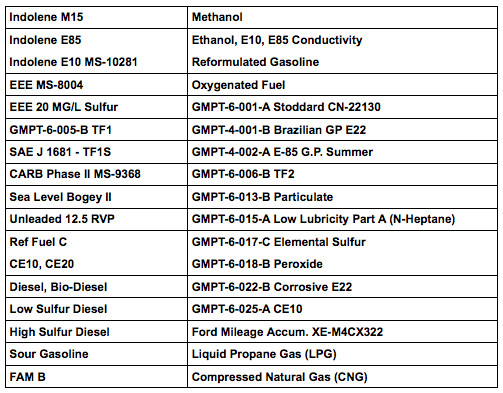 Indolene M15 Methanol
Indolene E85 Ethanol, E10, E85 Conductivity
Indolene E10 MS-10281 Reformulated Gasoline
EEE MS-8004 Oxygenated Fuel
EEE 20 MG/L Sulfur GMPT-6-001-A Stoddard CN-22130
GMPT-6-005-B TF1 GMPT-4-001-B Brazilian GP E22
SAE J 1681 - TF1S GMPT-4-002-A E-85 G.P. Summer
CARB Phase II MS-9368 GMPT-6-006-B TF2
Sea Level Bogey II GMPT-6-013-B Particulate
Unleaded 12.5 RVP GMPT-6-015-A Low Lubricity Part A (N-Heptane)
Ref Fuel C GMPT-6-017-C Elemental Sulfur
CE10, CE20 GMPT-6-018-B Peroxide
Diesel, Bio-Diesel GMPT-6-022-B Corrosive E22
Low Sulfur Diesel GMPT-6-025-A CE10
High Sulfur Diesel Ford Mileage Accum. XE-M4CX322
Sour Gasoline Liquid Propane Gas (LPG)
FAM B Compressed Natural Gas (CNG)